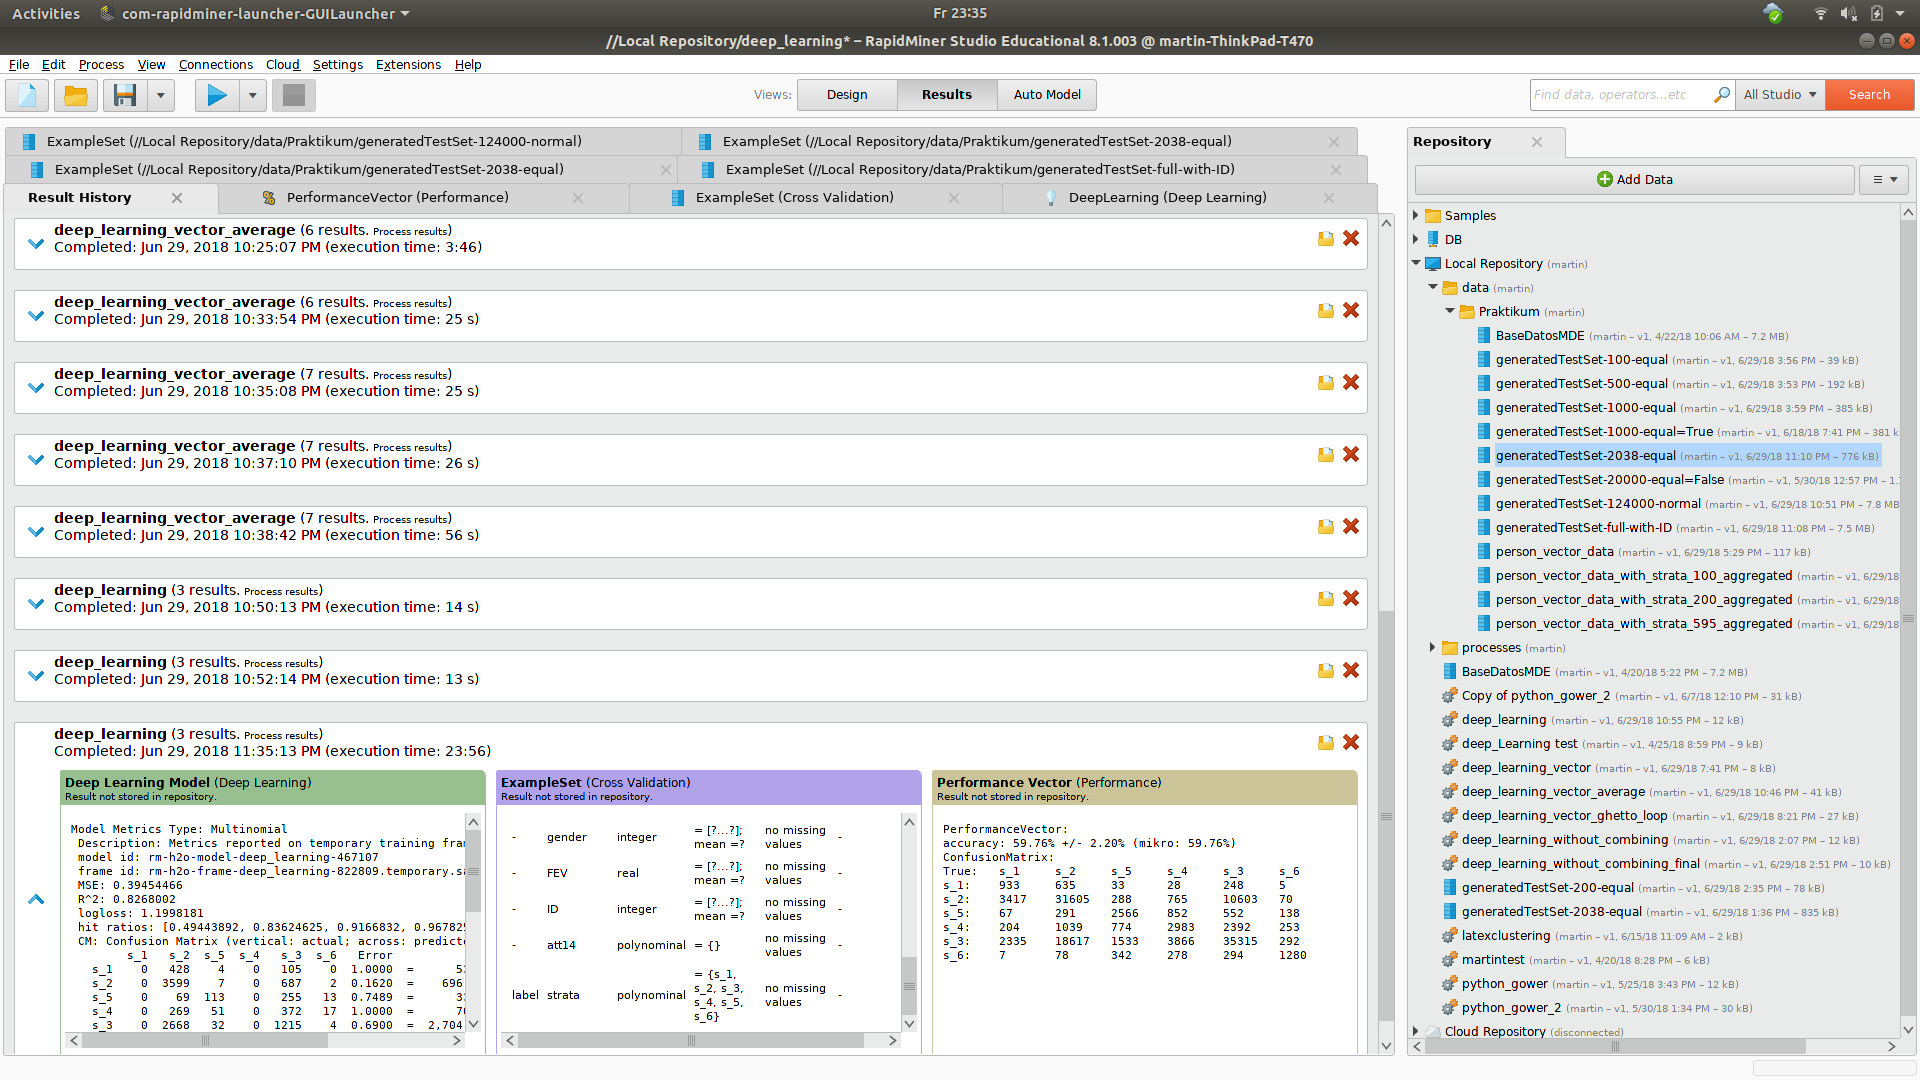 Activities com-rapidminer-launcher-GUILauncher Fr 23:35
//Local Repository/deep_learning* – RapidMiner Studio Educational 8.1.003 @ martin-ThinkPad-T470
File Edit Process View Connections Cloud Settings Extensions Help
Views: Design Results Auto Model Find data, operators...etc All Studio Search
ExampleSet (//Local Repository/data/Praktikum/generatedTestSet-124000-normal) ExampleSet (//Local Repository/data/Praktikum/generatedTestSet-2038-equal)
ExampleSet (//Local Repository/data/Praktikum/generatedTestSet-2038-equal) ExampleSet (//Local Repository/data/Praktikum/generatedTestSet-full-with-ID)
Result History PerformanceVector (Performance) ExampleSet (Cross Validation) DeepLearning (Deep Learning)
deep_learning_vector_average (6 results. Process results)
Completed: Jun 29, 2018 10:25:07 PM (execution time: 3:46)
deep_learning_vector_average (6 results. Process results)
Completed: Jun 29, 2018 10:33:54 PM (execution time: 25 s)
deep_learning_vector_average (7 results. Process results)
Completed: Jun 29, 2018 10:35:08 PM (execution time: 25 s)
deep_learning_vector_average (7 results. Process results)
Completed: Jun 29, 2018 10:37:10 PM (execution time: 26 s)
deep_learning_vector_average (7 results. Process results)
Completed: Jun 29, 2018 10:38:42 PM (execution time: 56 s)
deep_learning (3 results. Process results)
Completed: Jun 29, 2018 10:50:13 PM (execution time: 14 s)
deep_learning (3 results. Process results)
Completed: Jun 29, 2018 10:52:14 PM (execution time: 13 s)
deep_learning (3 results. Process results)
Completed: Jun 29, 2018 11:35:13 PM (execution time: 23:56)
Deep Learning Model (Deep Learning)
Result not stored in repository.
Model Metrics Type: Multinomial
Description: Metrics reported on temporary training fra
model id: rm-h2o-model-deep_learning-467107
frame id: rm-h2o-frame-deep_learning-822809.temporary.sa
MSE: 0.39454466
R^2: 0.8268002
logloss: 1.1998181
hit ratios: [0.49443892, 0.83624625, 0.9166832, 0.967825
CM: Confusion Matrix (vertical: actual; across: predicte
s_1 s_2 s_5 s_4 s_3 s_6 Error
s_1 0 428 4 0 105 0 1.0000 = 53
s_2 0 3599 7 0 687 2 0.1620 = 696
s_5 0 69 113 0 255 13 0.7489 = 33
s_4 0 269 51 0 372 17 1.0000 = 70
s_3 0 2668 32 0 1215 4 0.6900 = 2,704
ExampleSet (Cross Validation)
Result not stored in repository.
- gender integer = [?...?]; mean =? no missing values -
- FEV real = [?...?]; mean =? no missing values -
- ID integer = [?...?]; mean =? no missing values -
- att14 polynominal = {} no missing values -
label strata polynominal = {s_1, s_2, s_3, s_4, s_5, s_6} no missing values -
Performance Vector (Performance)
Result not stored in repository.
PerformanceVector:
accuracy: 59.76% +/- 2.20% (mikro: 59.76%)
ConfusionMatrix:
True: s_1 s_2 s_5 s_4 s_3 s_6
s_1: 933 635 33 28 248 5
s_2: 3417 31605 288 765 10603 70
s_5: 67 291 2566 852 552 138
s_4: 204 1039 774 2983 2392 253
s_3: 2335 18617 1533 3866 35315 292
s_6: 7 78 342 278 294 1280
Repository
Add Data
Samples
DB
Local Repository (martin)
data (martin)
Praktikum (martin)
BaseDatosMDE (martin – v1, 4/22/18 10:06 AM – 7.2 MB)
generatedTestSet-100-equal (martin – v1, 6/29/18 3:56 PM – 39 kB)
generatedTestSet-500-equal (martin – v1, 6/29/18 3:53 PM – 192 kB)
generatedTestSet-1000-equal (martin – v1, 6/29/18 3:59 PM – 385 kB)
generatedTestSet-1000-equal=True (martin – v1, 6/18/18 7:41 PM – 381 k
generatedTestSet-2038-equal (martin – v1, 6/29/18 11:10 PM – 776 kB)
generatedTestSet-20000-equal=False (martin – v1, 5/30/18 12:57 PM – 1.
generatedTestSet-124000-normal (martin – v1, 6/29/18 10:51 PM – 7.8 MB
generatedTestSet-full-with-ID (martin – v1, 6/29/18 11:08 PM – 7.5 MB)
person_vector_data (martin – v1, 6/29/18 5:29 PM – 117 kB)
person_vector_data_with_strata_100_aggregated (martin – v1, 6/29/18
person_vector_data_with_strata_200_aggregated (martin – v1, 6/29/18
person_vector_data_with_strata_595_aggregated (martin – v1, 6/29/18
processes (martin)
BaseDatosMDE (martin – v1, 4/20/18 5:22 PM – 7.2 MB)
Copy of python_gower_2 (martin – v1, 6/7/18 12:10 PM – 31 kB)
deep_learning (martin – v1, 6/29/18 10:55 PM – 12 kB)
deep_Learning test (martin – v1, 4/25/18 8:59 PM – 9 kB)
deep_learning_vector (martin – v1, 6/29/18 7:41 PM – 8 kB)
deep_learning_vector_average (martin – v1, 6/29/18 10:46 PM – 41 kB)
deep_learning_vector_ghetto_loop (martin – v1, 6/29/18 8:21 PM – 27 kB)
deep_learning_without_combining (martin – v1, 6/29/18 2:07 PM – 12 kB)
deep_learning_without_combining_final (martin – v1, 6/29/18 2:51 PM – 10 kB)
generatedTestSet-200-equal (martin – v1, 6/29/18 2:35 PM – 78 kB)
generatedTestSet-2038-equal (martin – v1, 6/29/18 1:36 PM – 835 kB)
latexclustering (martin – v1, 6/15/18 11:09 AM – 2 kB)
martintest (martin – v1, 4/20/18 8:28 PM – 6 kB)
python_gower (martin – v1, 5/25/18 3:43 PM – 12 kB)
python_gower_2 (martin – v1, 5/30/18 1:34 PM – 30 kB)
Cloud Repository (disconnected)